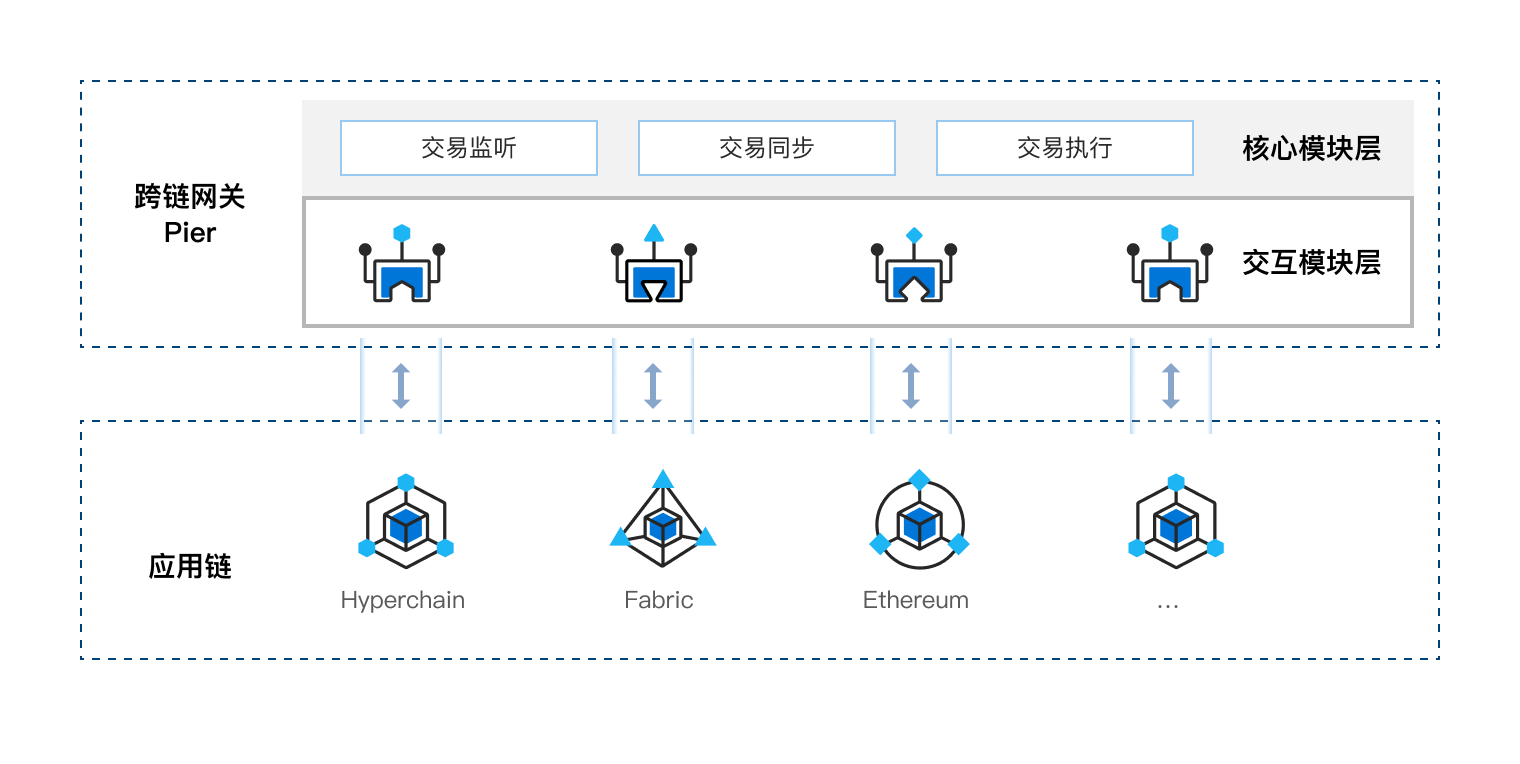 交易监听
交易同步
交易执行
核心模块层
跨链网关
Pier
交互模块层
应用链
Hyperchain
Fabric
Ethereum
...